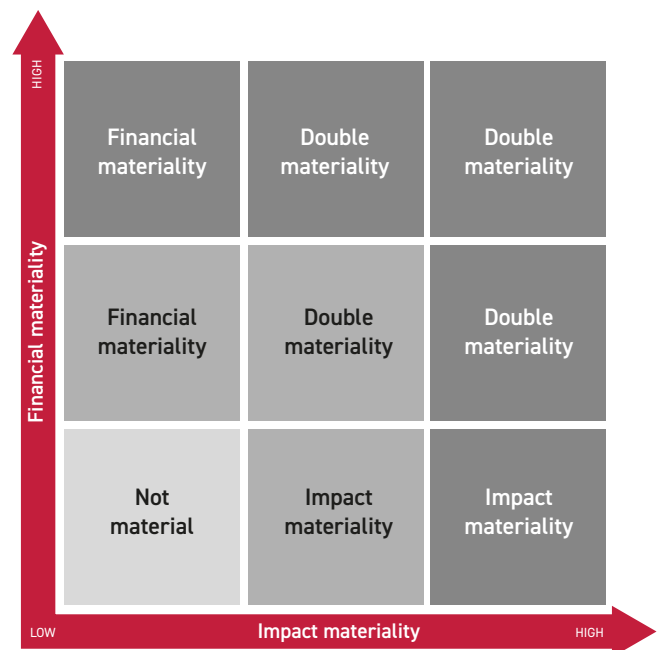 HIGH
Financial
materiality
Double
materiality
Double
materiality
Financial materiality
Financial
materiality
Double
materiality
Double
materiality
Not
material
Impact
materiality
Impact
materiality
LOW
Impact materiality
HIGH